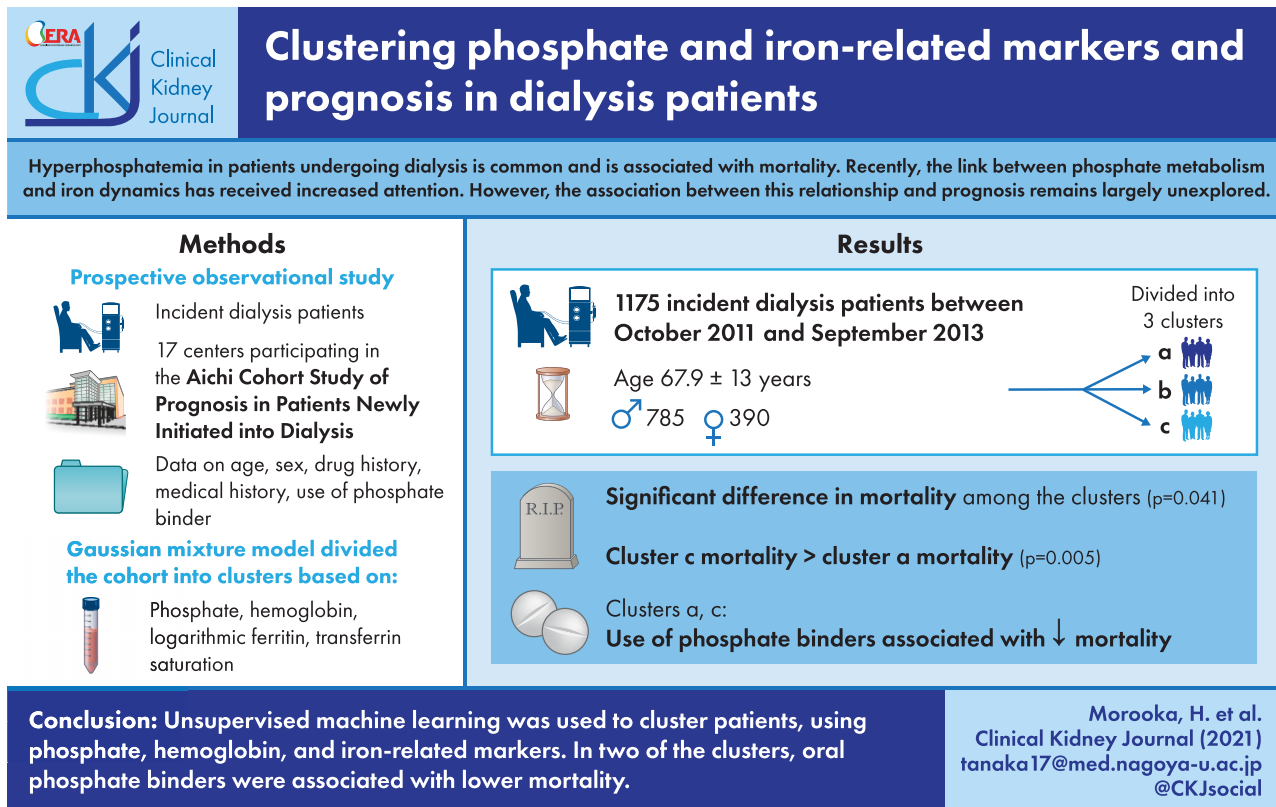 ERA
CKJ
Clinical
Kidney
Journal
Clustering phosphate and iron-related markers and
prognosis in dialysis patients
Hyperphosphatemia in patients undergoing dialysis is common and is associated with mortality. Recently, the link between phosphate metabolism
and iron dynamics has received increased attention. However, the association between this relationship and prognosis remains largely unexplored.
Methods
Prospective observational study
Incident dialysis patients
17 centers participating in
the Aichi Cohort Study of
Prognosis in Patients Newly
Initiated into Dialysis
Data on age, sex, drug history,
medical history, use of phosphate
binder
Gaussian mixture model divided
the cohort into clusters based on:
Phosphate, hemoglobin,
logarithmic ferritin, transferrin
saturation
Results
1175 incident dialysis patients between
October 2011 and September 2013
Age 67.9 ± 13 years
♂ 785 ♀ 390
Divided into
3 clusters
a
b
c
R.I.P.
Significant difference in mortality among the clusters (p=0.041)
Cluster c mortality > cluster a mortality (p=0.005)
Clusters a, c:
Use of phosphate binders associated with ↓ mortality
Conclusion: Unsupervised machine learning was used to cluster patients, using
phosphate, hemoglobin, and iron-related markers. In two of the clusters, oral
phosphate binders were associated with lower mortality.
Morooka, H. et al.
Clinical Kidney Journal (2021)
tanaka17@med.nagoya-u.ac.jp
@CKJsocial